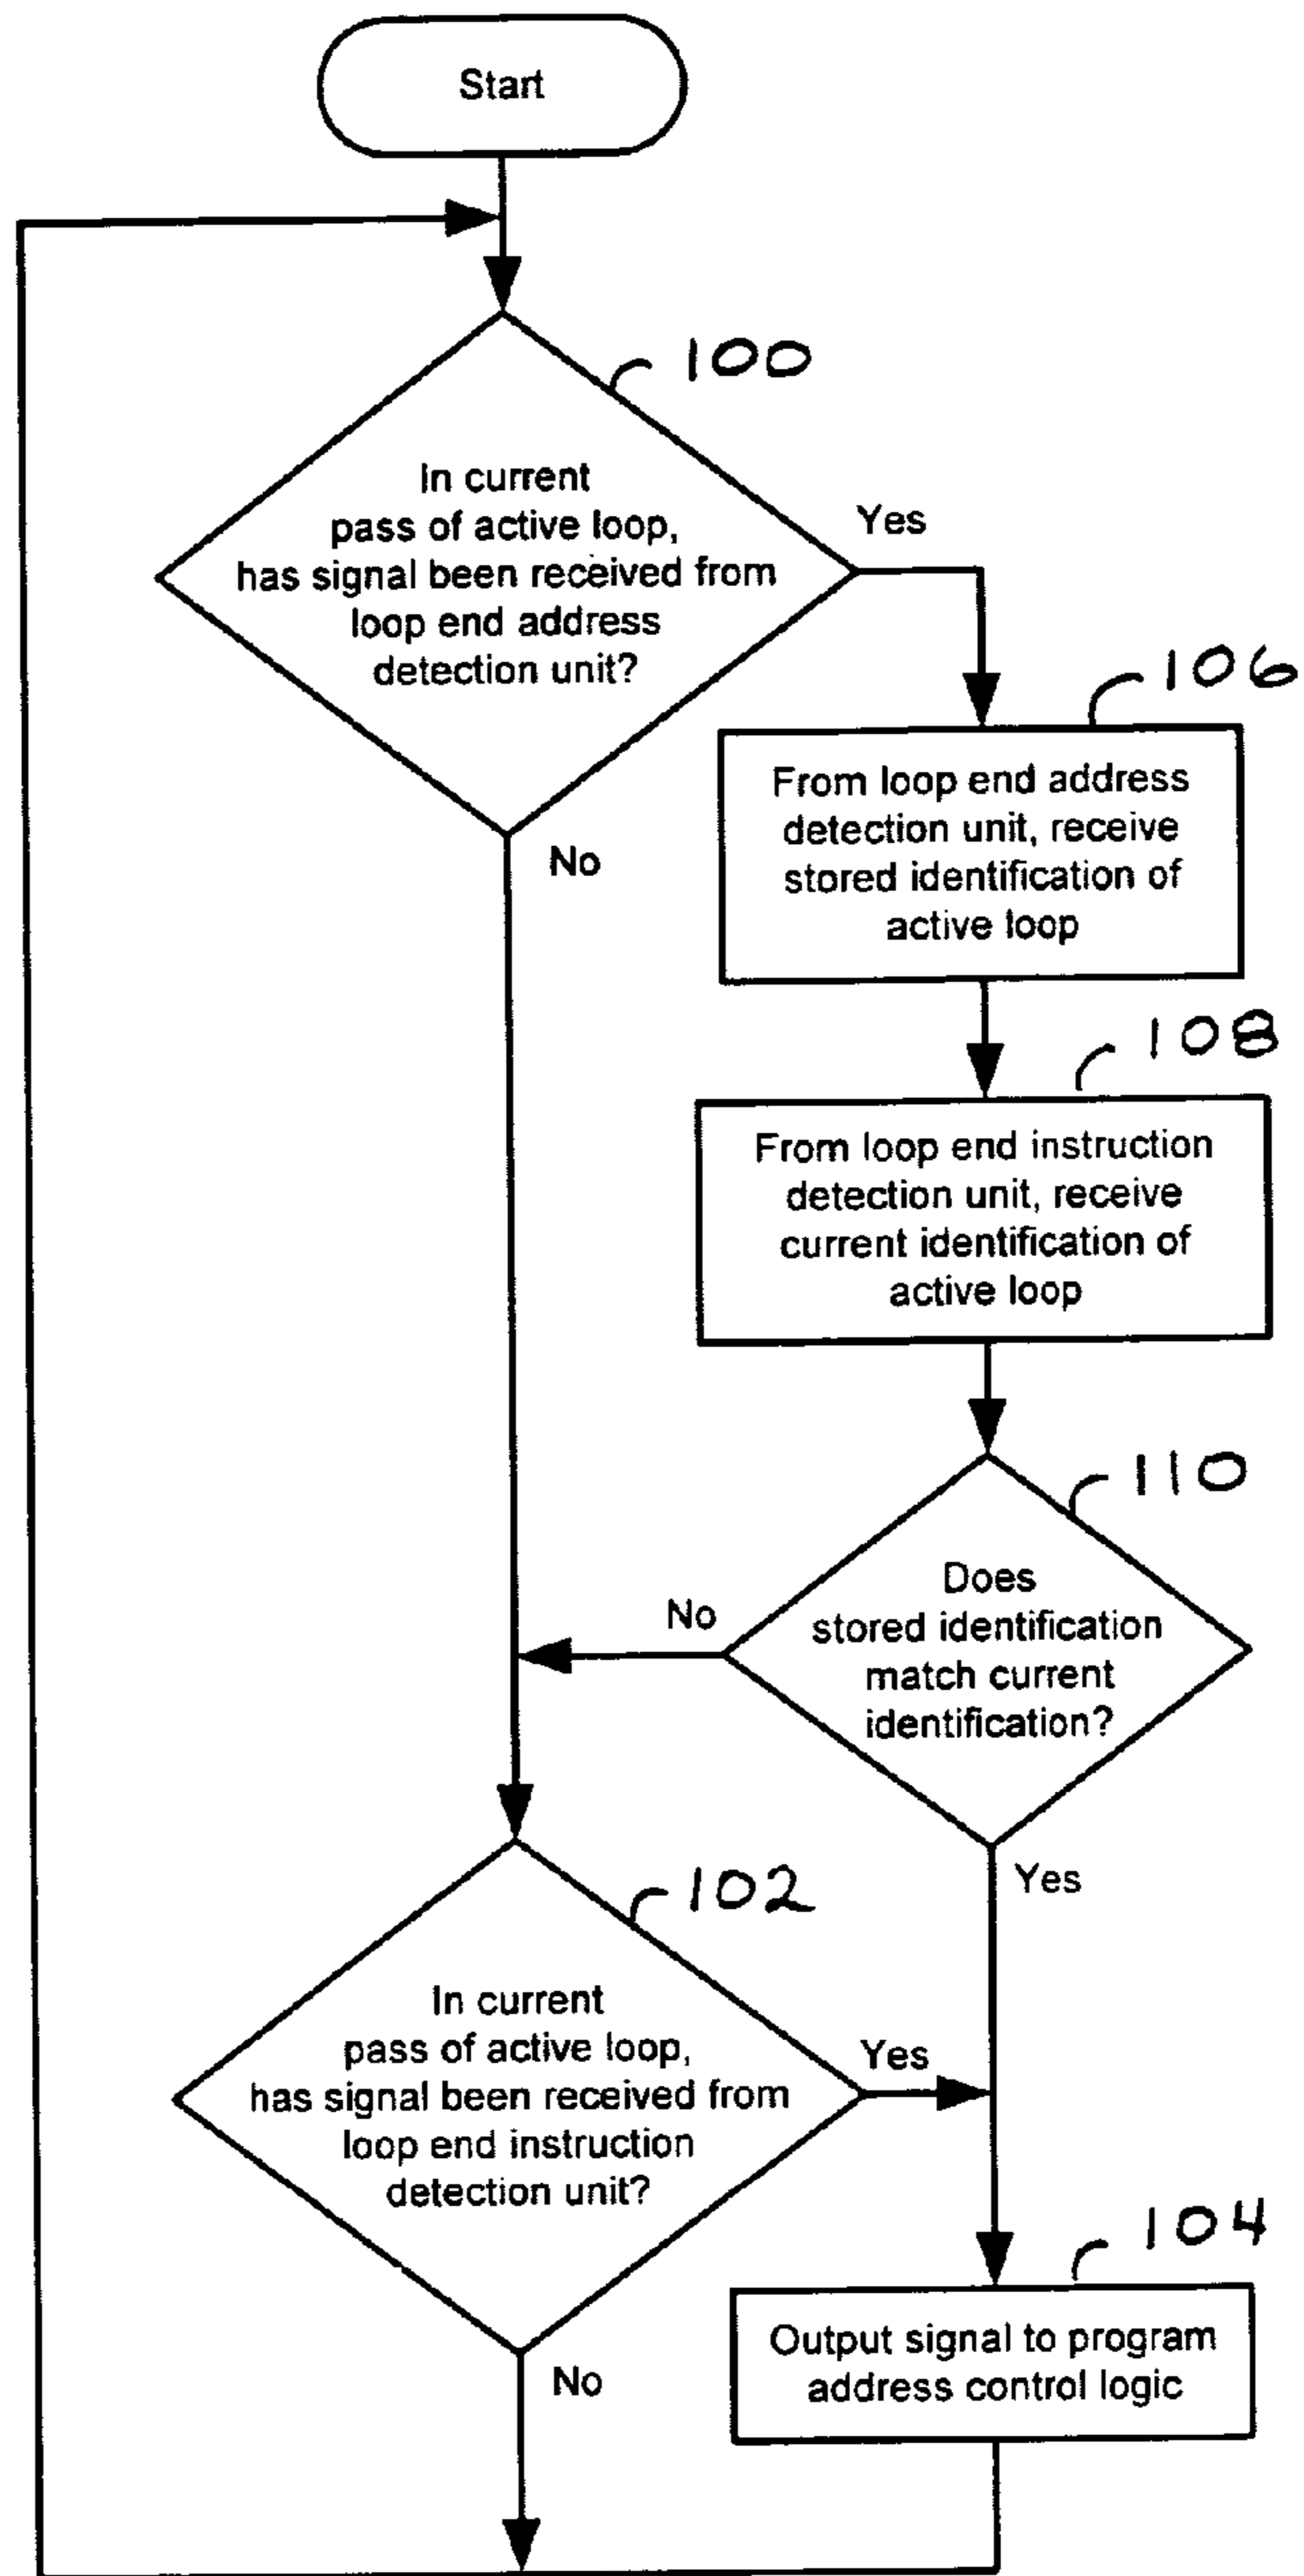 Start
100
In current
pass of active loop,
has signal been received from
loop end address
detection unit?
Yes
No
106
From loop end address
detection unit, receive
stored identification of
active loop
108
From loop end instruction
detection unit, receive
current identification of
active loop
110
Does
stored identification
match current
identification?
No
Yes
102
In current
pass of active loop,
has signal been received from
loop end instruction
detection unit?
Yes
No
104
Output signal to program
address control logic